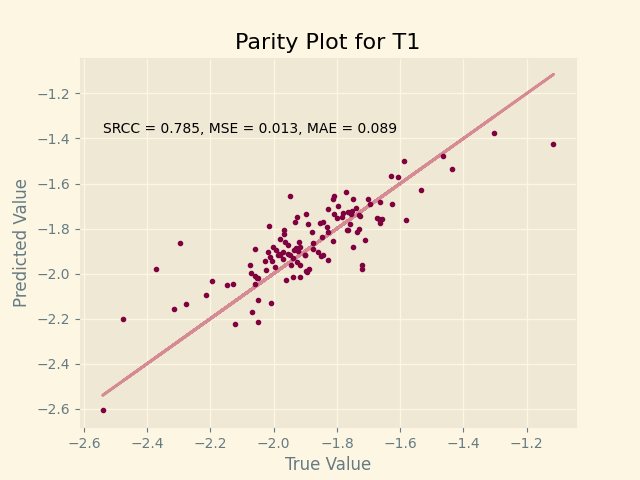 Parity Plot for T1
SRCC = 0.785, MSE = 0.013, MAE = 0.089
Predicted Value
−1.2
−1.4
−1.6
−1.8
−2.0
−2.2
−2.4
−2.6
−2.6 −2.4 −2.2 −2.0 −1.8 −1.6 −1.4 −1.2
True Value